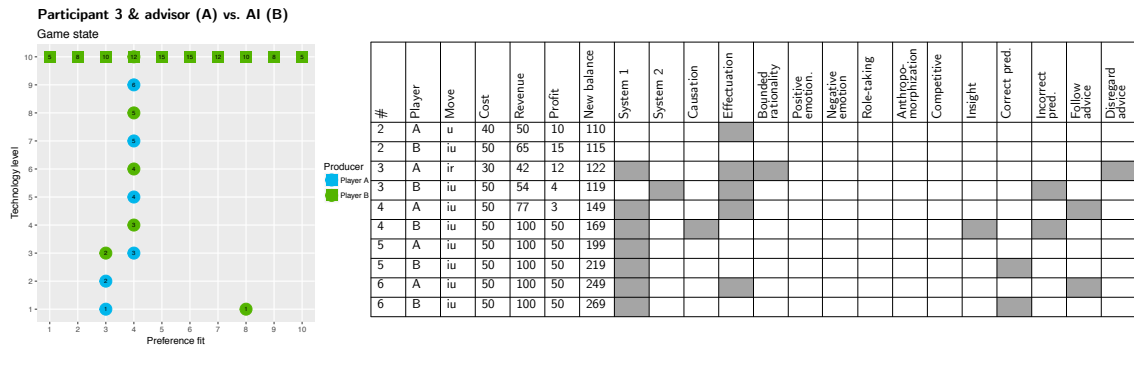 Participant 3 & advisor (A) vs. AI (B)
Game state
Technology level
10 5 8 10 12 15 15 12 10 8 5
9 6
8 5
7 5
6 4
5 4
4 3
3 2 3
2 2
1 1 1
1 2 3 4 5 6 7 8 9 10
Preference fit
Producer
Player A
Player B
# Player Move Cost Revenue Profit New balance System 1 System 2 Causation Effectuation Bounded rationality Positive emotion. Negative emotion Role-taking Anthropo-morphization Competitive Insight Correct pred. Incorrect pred. Follow advice Disregard advice
2 A u 40 50 10 110
2 B iu 50 65 15 115
3 A ir 30 42 12 122
3 B iu 50 54 4 119
4 A iu 50 77 3 149
4 B iu 50 100 50 169
5 A iu 50 100 50 199
5 B iu 50 100 50 219
6 A iu 50 100 50 249
6 B iu 50 100 50 269